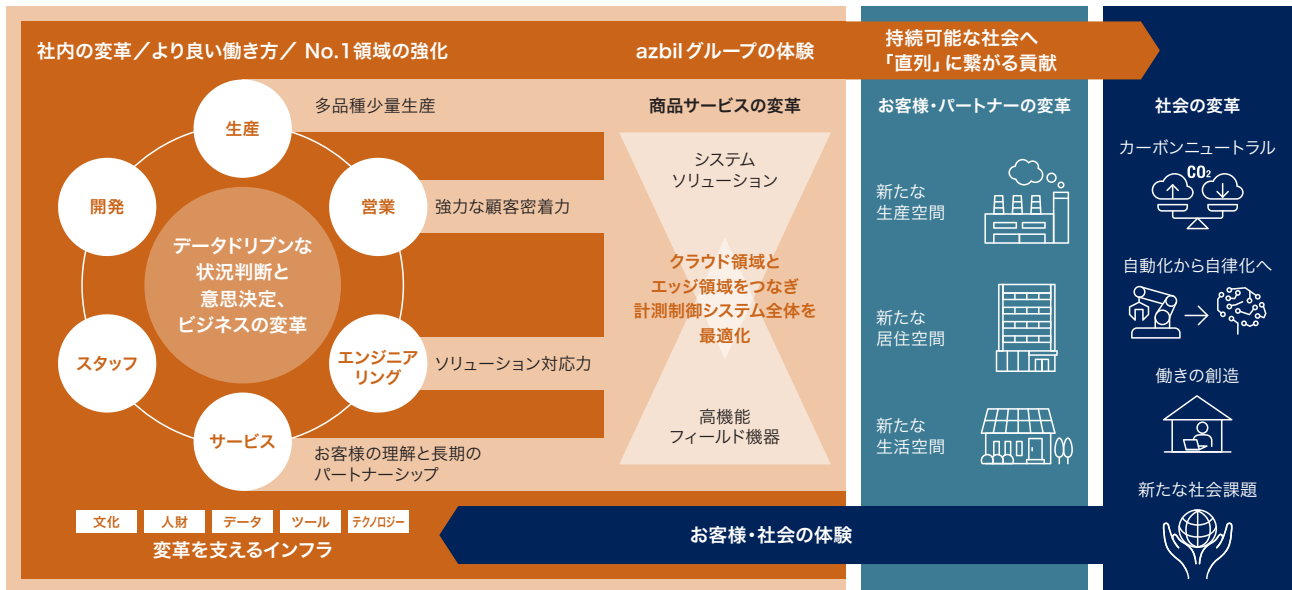 社内の変革／より良い働き方／ No.1領域の強化
azbilグループの体験
持続可能な社会へ
「直列」に繋がる貢献
生産
開発
営業
スタッフ
エンジニア
リング
サービス
データドリブンな
状況判断と
意思決定、
ビジネスの変革
多品種少量生産
強力な顧客密着力
ソリューション対応力
お客様の理解と長期の
パートナーシップ
商品サービスの変革
システム
ソリューション
クラウド領域と
エッジ領域をつなぎ
計測制御システム全体を
最適化
高機能
フィールド機器
お客様・パートナーの変革
新たな
生産空間
新たな
居住空間
新たな
生活空間
社会の変革
カーボンニュートラル
CO₂
自動化から自律化へ
働きの創造
新たな社会課題
文化
人財
データ
ツール
テクノロジー
変革を支えるインフラ
お客様・社会の体験